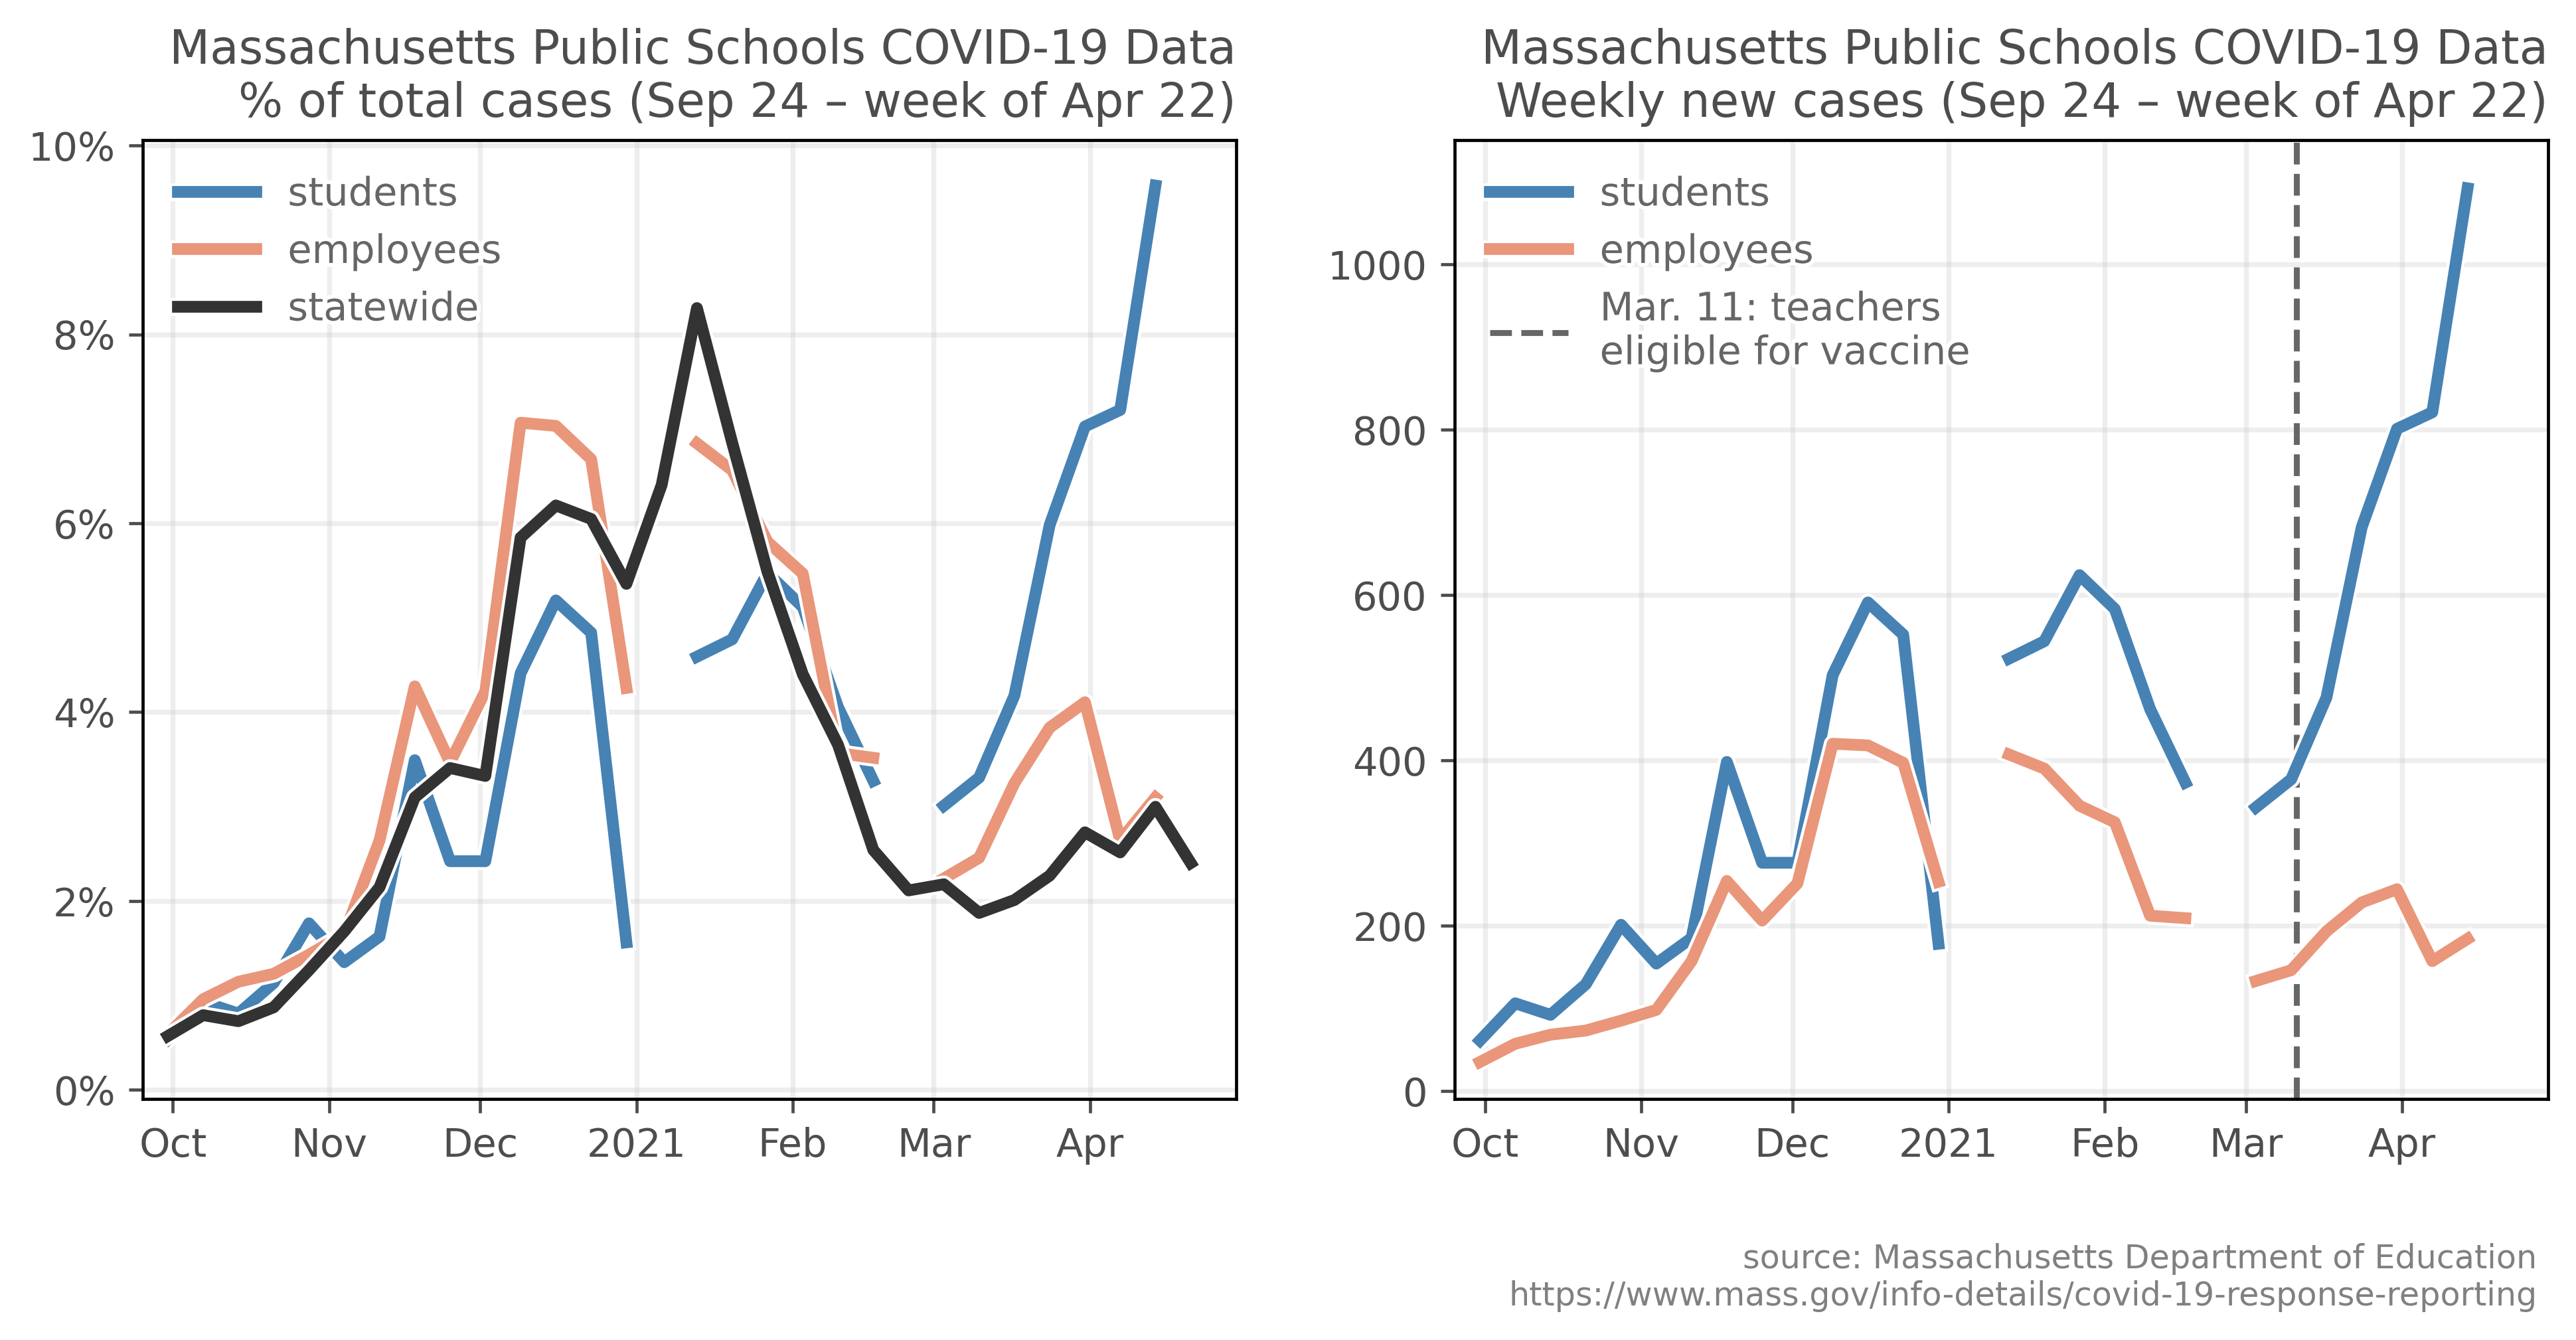 Massachusetts Public Schools COVID-19 Data
% of total cases (Sep 24 – week of Apr 22)
10%
8%
6%
4%
2%
0%
students
employees
statewide
Oct
Nov
Dec
2021
Feb
Mar
Apr
Massachusetts Public Schools COVID-19 Data
Weekly new cases (Sep 24 – week of Apr 22)
1000
800
600
400
200
0
students
employees
Mar. 11: teachers
eligible for vaccine
Oct
Nov
Dec
2021
Feb
Mar
Apr
source: Massachusetts Department of Education
https://www.mass.gov/info-details/covid-19-response-reporting